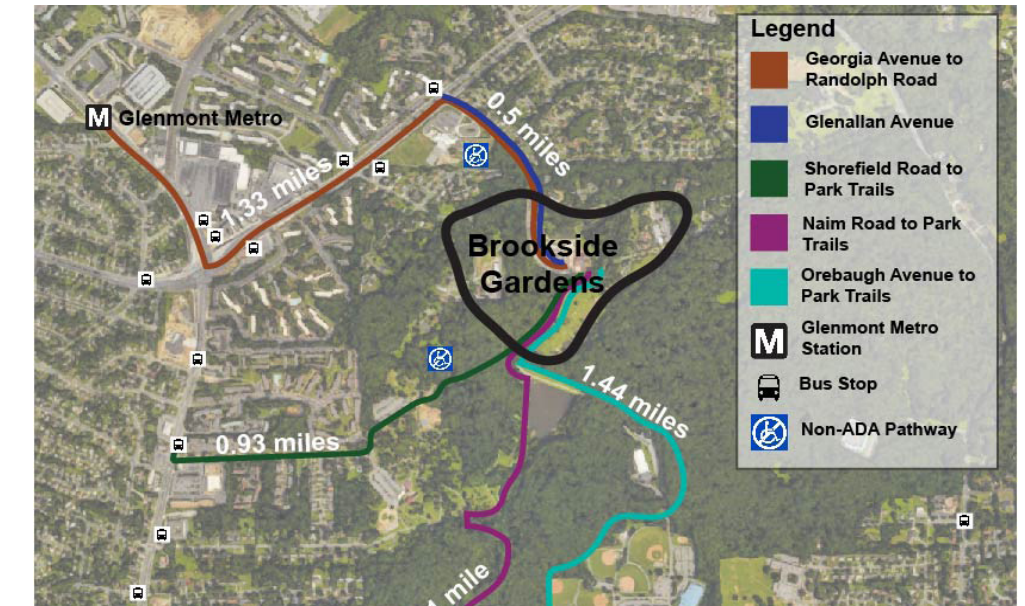 M Glenmont Metro
0.5 miles
1.33 miles
Brookside
Gardens
1.44 miles
0.93 miles
1 mile
Legend
Georgia Avenue to
Randolph Road
Glenallan Avenue
Shorefield Road to
Park Trails
Naim Road to Park
Trails
Orebaugh Avenue to
Park Trails
M
Glenmont Metro
Station
Bus Stop
Non-ADA Pathway